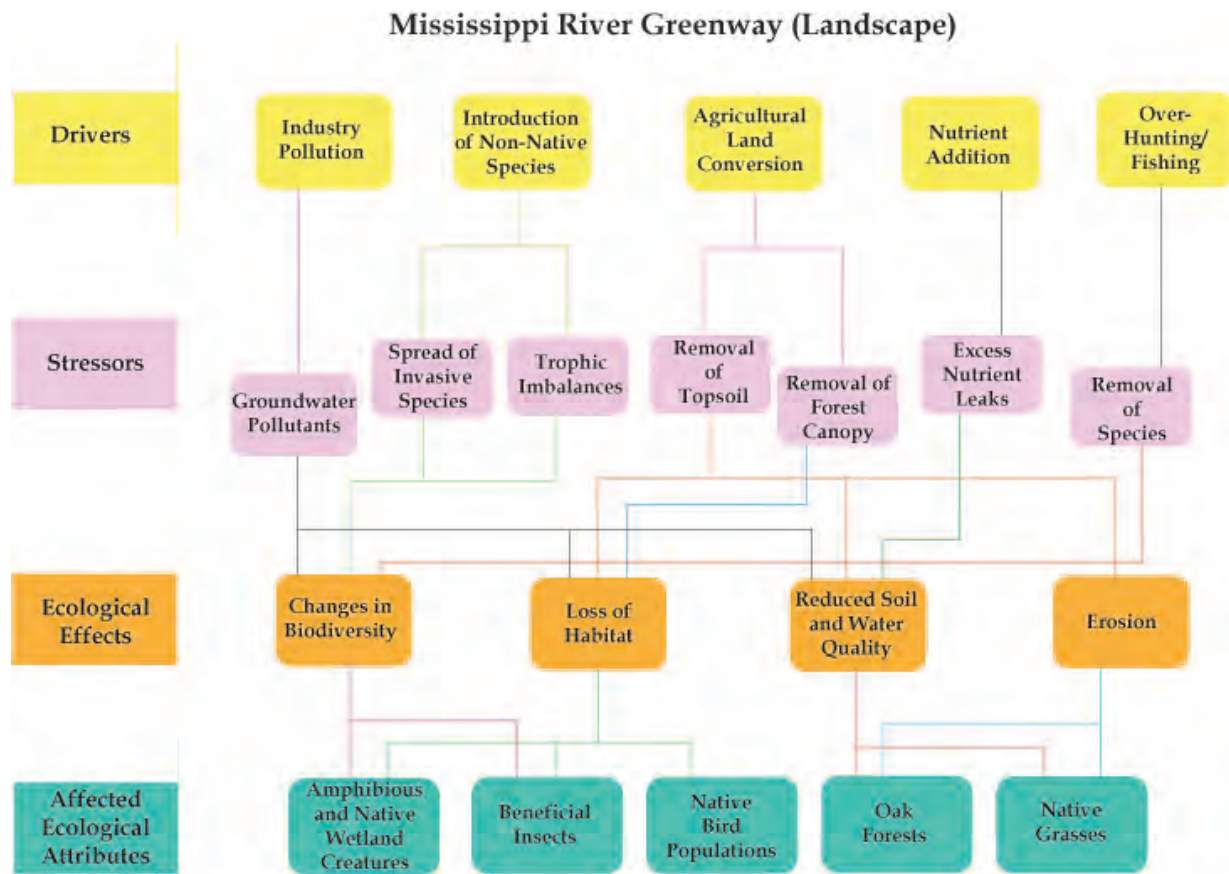 Mississippi River Greenway (Landscape)
Drivers
Industry
Pollution
Introduction
of Non-Native
Species
Agricultural
Land
Conversion
Nutrient
Addition
Over-
Hunting/
Fishing
Stressors
Groundwater
Pollutants
Spread of
Invasive
Species
Trophic
Imbalances
Removal
of
Topsoil
Removal of
Forest
Canopy
Excess
Nutrient
Leaks
Removal
of
Species
Ecological
Effects
Changes in
Biodiversity
Loss of
Habitat
Reduced Soil
and Water
Quality
Erosion
Affected
Ecological
Attributes
Amphibious
and Native
Wetland
Creatures
Beneficial
Insects
Native
Bird
Populations
Oak
Forests
Native
Grasses